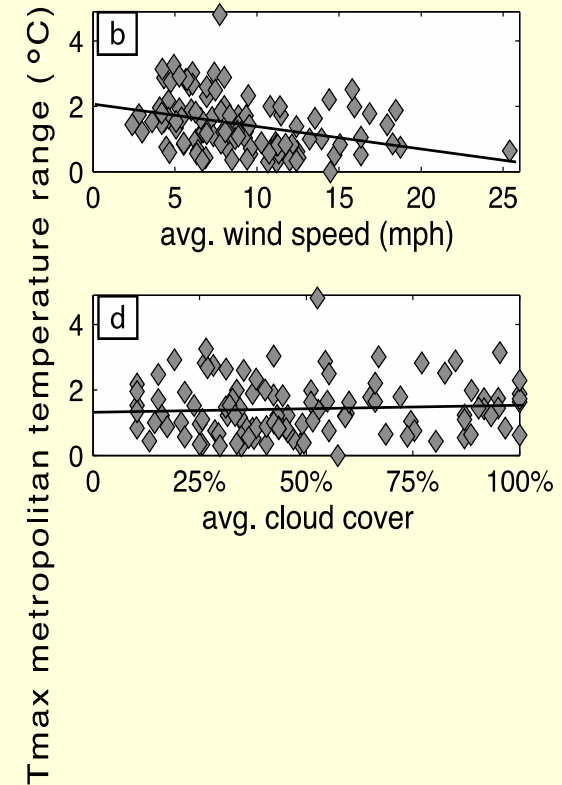 Tmax metropolitan temperature range (°C)
b
4
2
0
0 5 10 15 20 25
avg. wind speed (mph)
d
4
2
0
0 25% 50% 75% 100%
avg. cloud cover